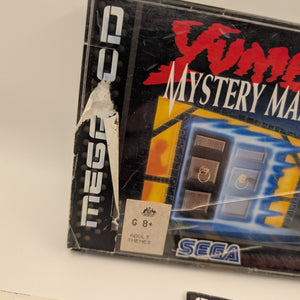 MEGA-CD
YUME
MYSTERY MA
G 8+
ADULT
THEMES
SEGA